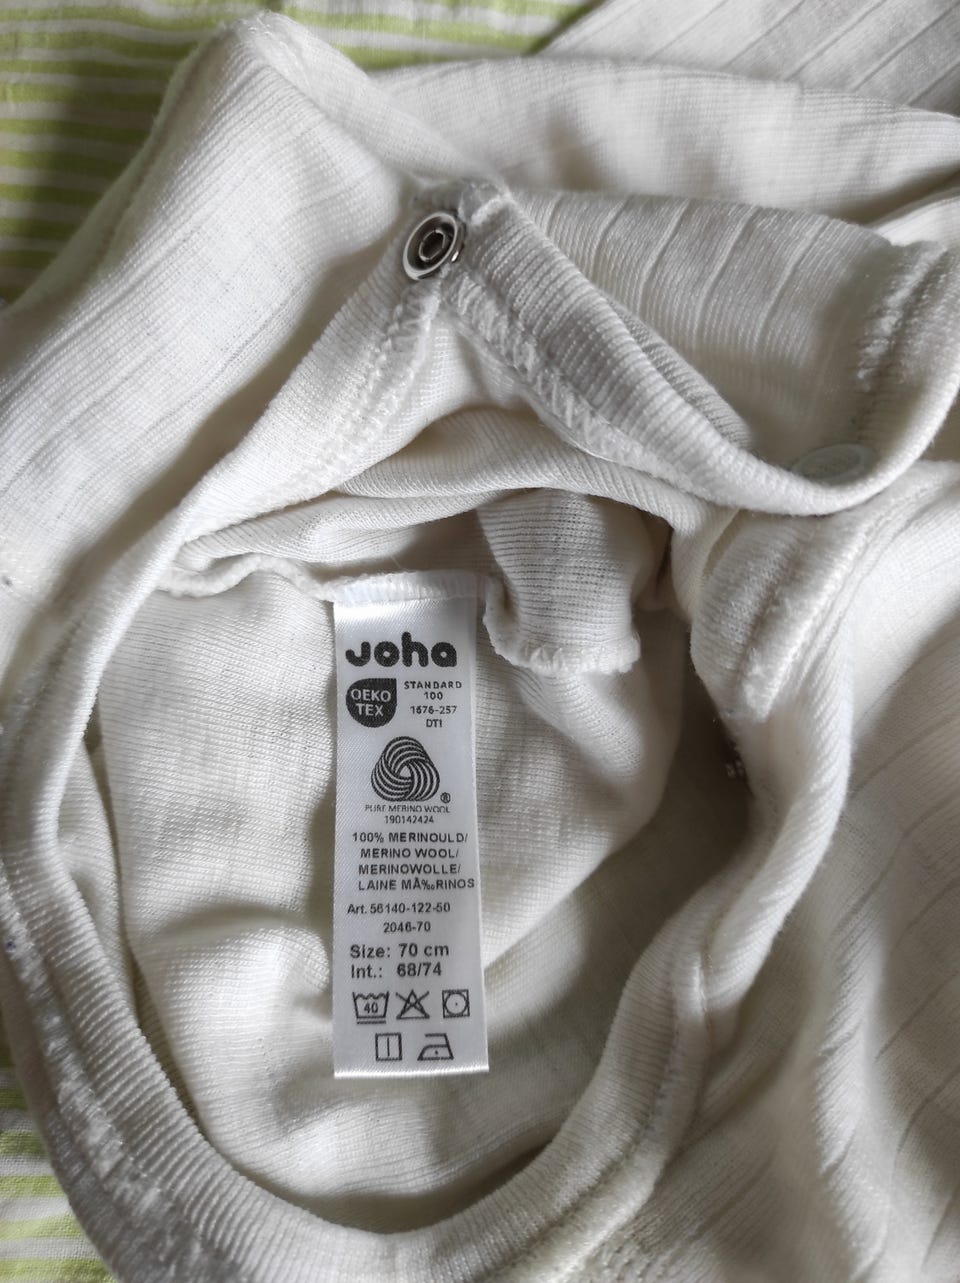 joha
OEKO
TEX
STANDARD
100
1676-257
DTI
®
PURE MERINO WOOL
190142424
100% MERINOULD/
MERINO WOOL/
MERINOWOLLE/
LAINE MÅ‰RINOS
Art. 56140-122-50
2046-70
Size: 70 cm
Int.: 68/74
40